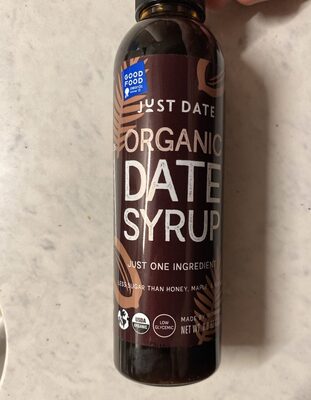 GOOD
FOOD
JUST DATE
ORGANIC
DATE
SYRUP
JUST ONE INGREDIENT
LESS SUGAR THAN HONEY, MAPLE
USDA
ORGANIC
LOW
GLYCEMIC
MADE BY
NET W